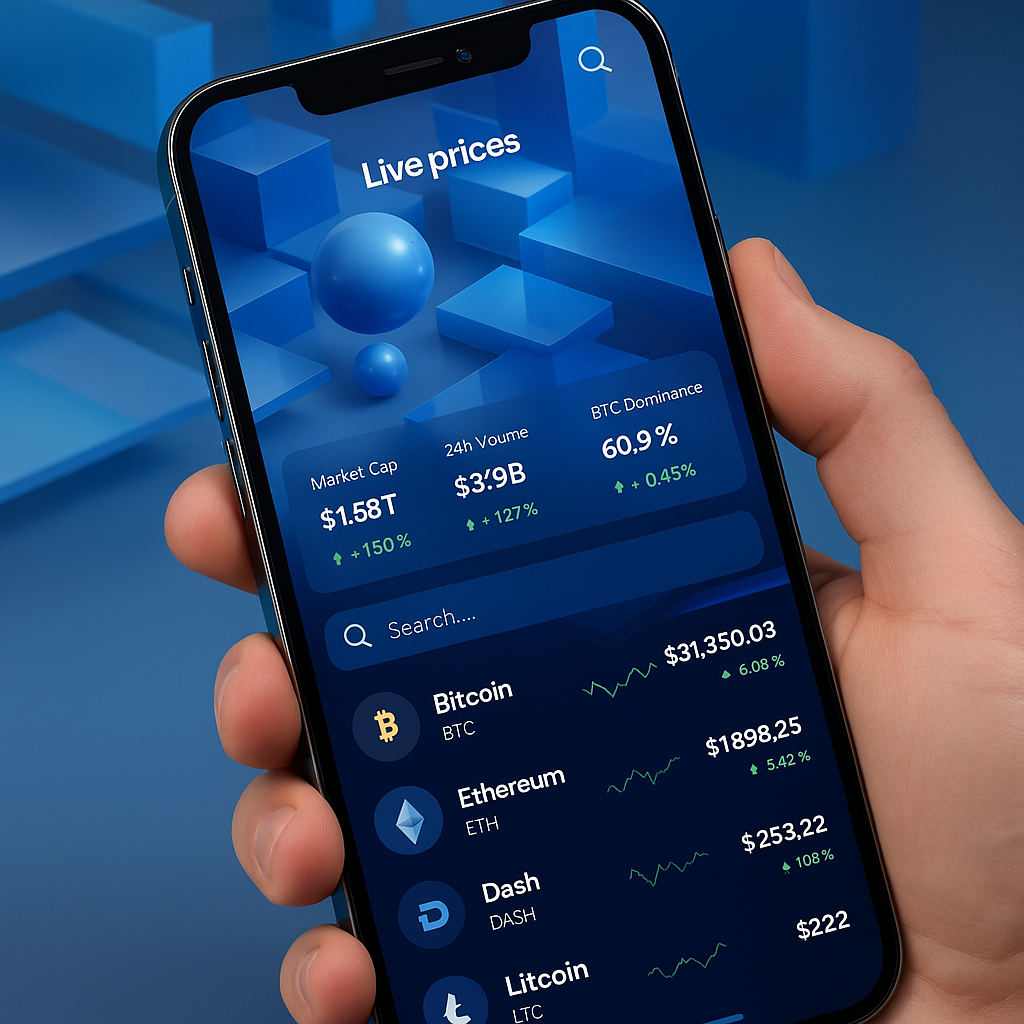 Live prices
Market Cap
$1.58T
+150%
24h Voume
$3.9B
+127%
BTC Dominance
60,9%
+ 0.45%
Search....
Bitcoin
BTC
$31,350.03
6.08%
Ethereum
ETH
$1898,25
5.42%
Dash
DASH
$253,22
108%
Litcoin
LTC
$222